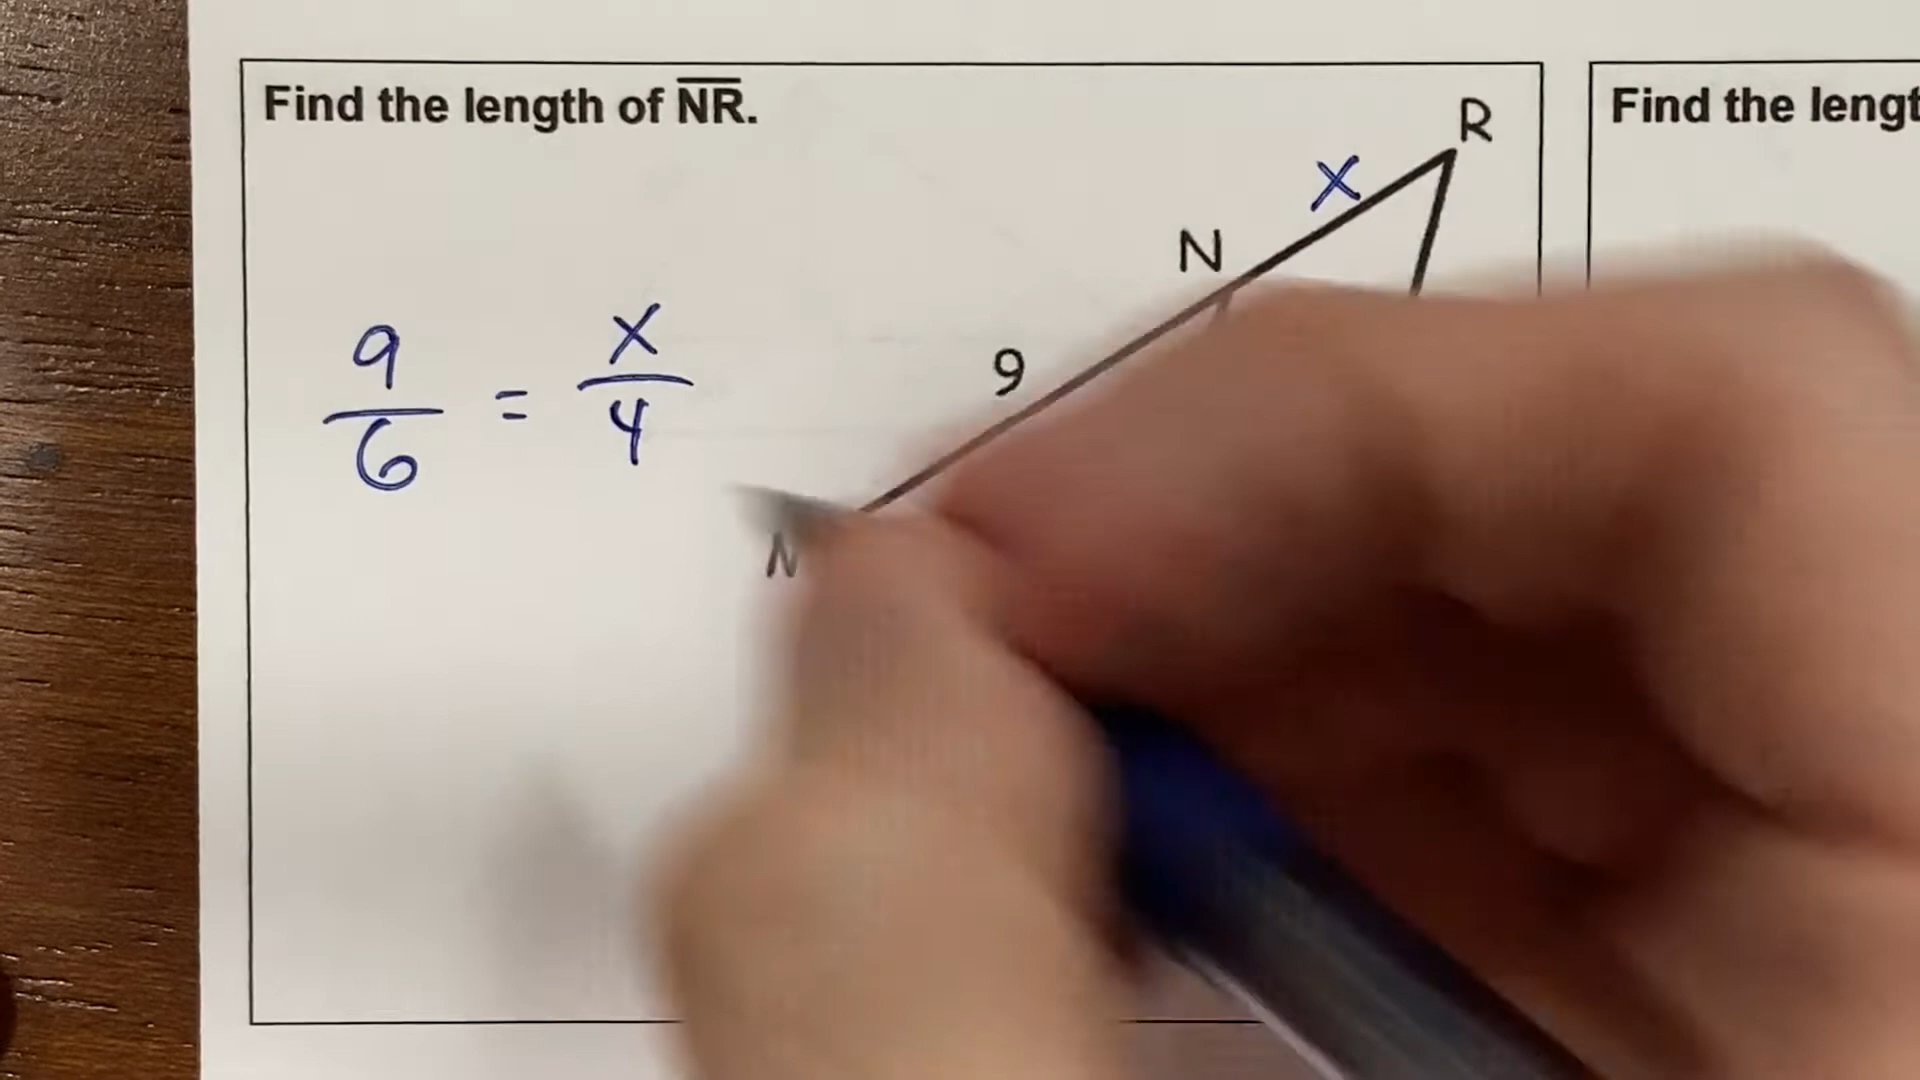 Find the length of NR.
Find the lengt
R
x
N
9
9/6 = x/4